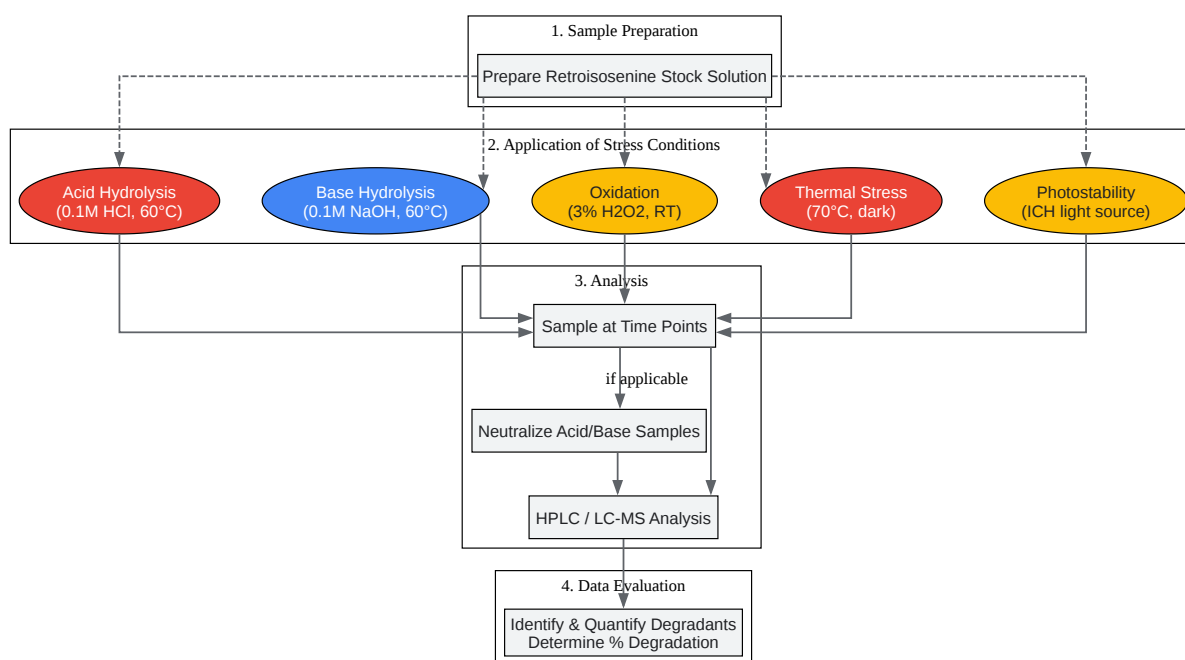 1. Sample Preparation
Prepare Retroisosenine Stock Solution
2. Application of Stress Conditions
Acid Hydrolysis
(0.1M HCl, 60°C)
Base Hydrolysis
(0.1M NaOH, 60°C)
Oxidation
(3% H2O2, RT)
Thermal Stress
(70°C, dark)
Photostability
(ICH light source)
3. Analysis
Sample at Time Points
if applicable
Neutralize Acid/Base Samples
HPLC / LC-MS Analysis
4. Data Evaluation
Identify & Quantify Degradants
Determine % Degradation